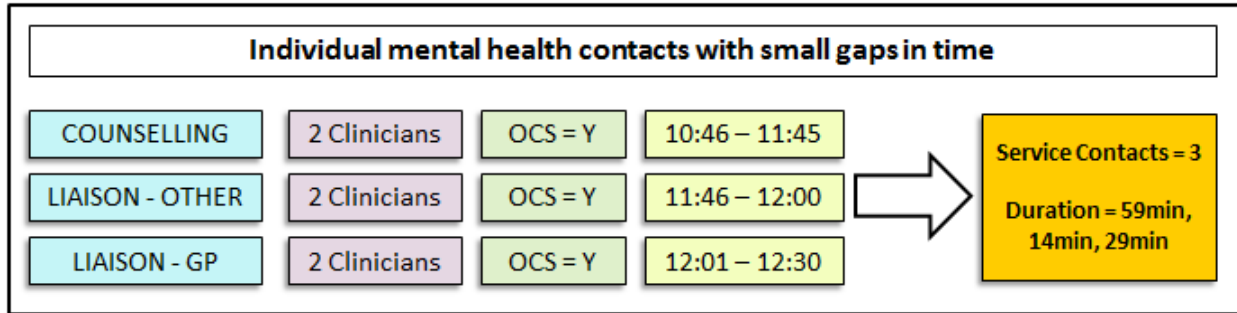 Individual mental health contacts with small gaps in time
COUNSELLING 2 Clinicians OCS = Y 10:46 – 11:45
LIAISON - OTHER 2 Clinicians OCS = Y 11:46 – 12:00
LIAISON - GP 2 Clinicians OCS = Y 12:01 – 12:30
Service Contacts = 3
Duration = 59min,
14min, 29min